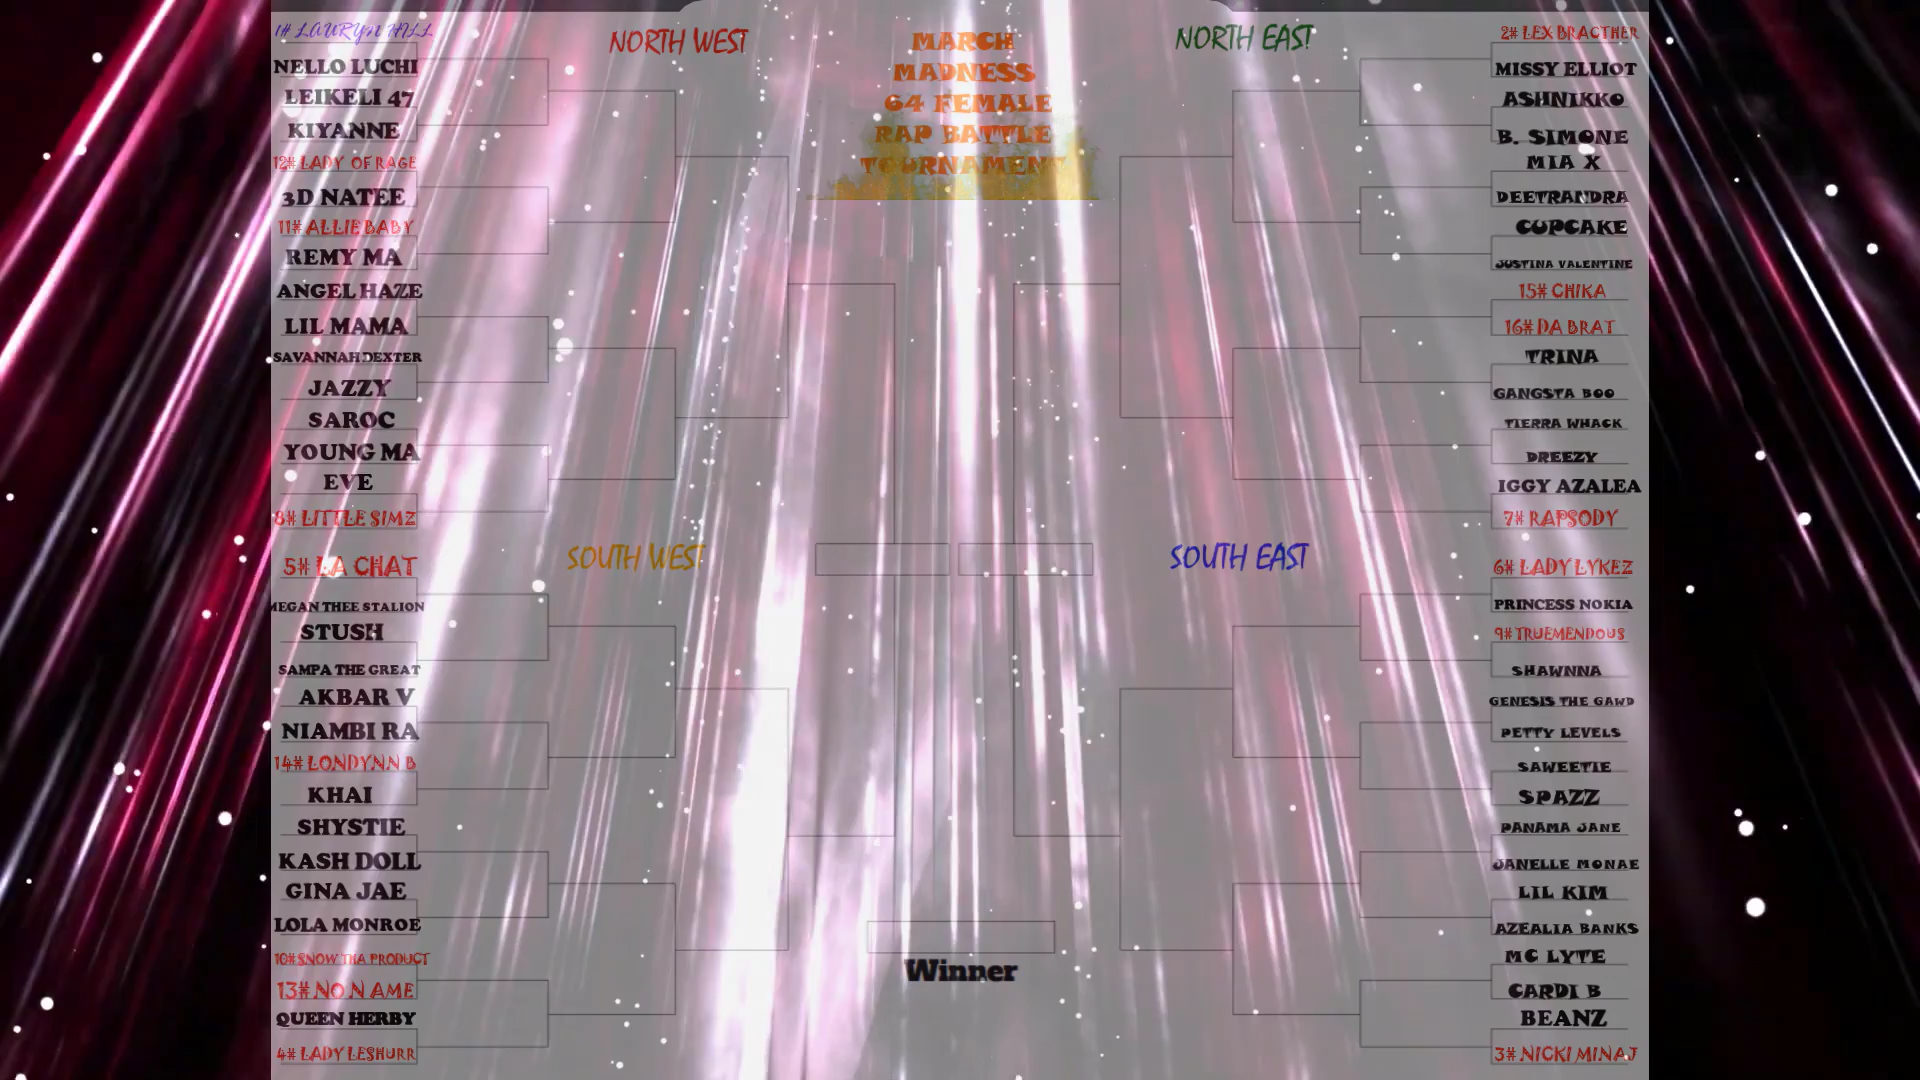 MARCH
MADNESS
64 FEMALE
RAP BATTLE
TOURNAMENT
NORTH WEST
1# LAURYN HILL
NELLO LUCHI
LEIKELI 47
KIYANNE
12# LADY OF RAGE
3D NATEE
11# ALLIE BABY
REMY MA
ANGEL HAZE
LIL MAMA
SAVANNAH DEXTER
JAZZY
SAROC
YOUNG MA
EVE
8# LITTLE SIMZ
SOUTH WEST
5# LA CHAT
MEGAN THEE STALION
STUSH
SAMPA THE GREAT
AKBAR V
NIAMBI RA
14# LONDYNN B
KHAI
SHYSTIE
KASH DOLL
GINA JAE
LOLA MONROE
10# SNOW THA PRODUCT
13# NO N AME
QUEEN HERBY
4# LADY LESHURR
NORTH EAST
2# LEX BRACTHER
MISSY ELLIOT
ASHNIKKO
B. SIMONE
MIA X
DEETRANDRA
CUPCAKE
JUSTINA VALENTINE
15# CHIKA
16# DA BRAT
TRINA
GANGSTA BOO
TIERRA WHACK
DREEZY
IGGY AZALEA
7# RAPSODY
SOUTH EAST
6# LADY LYKEZ
PRINCESS NOKIA
9# TRUEMENDOUS
SHAWNNA
GENESIS THE GAWD
PETTY LEVELS
SAWEETIE
SPAZZ
PANAMA JANE
JANELLE MONAE
LIL KIM
AZEALIA BANKS
MC LYTE
CARDI B
BEANZ
3# NICKI MINAJ
Winner